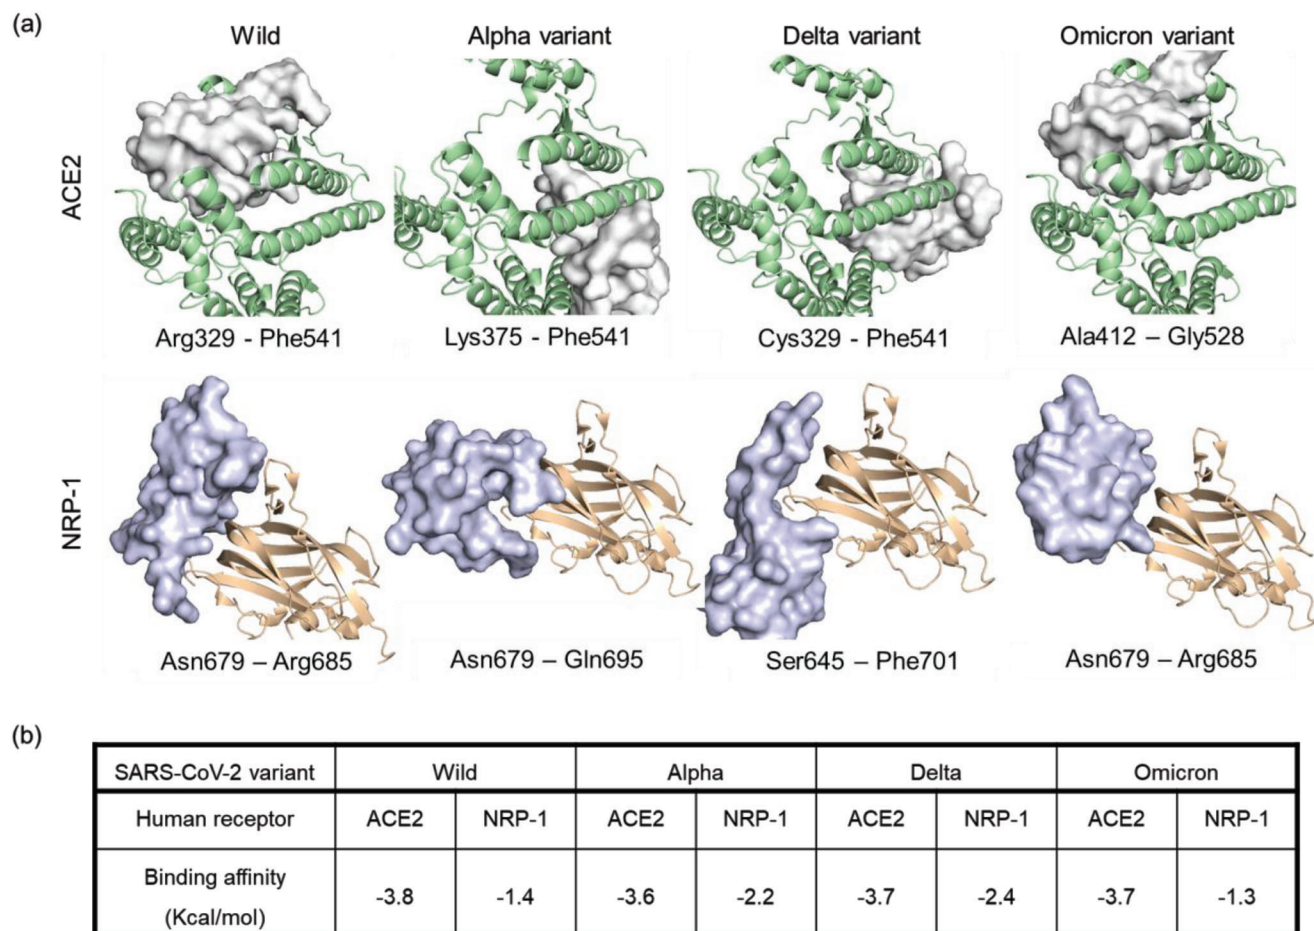 (a)
Wild Alpha variant Delta variant Omicron variant
ACE2
Arg329 - Phe541 Lys375 - Phe541 Cys329 - Phe541 Ala412 – Gly528
NRP-1
Asn679 – Arg685 Asn679 – Gln695 Ser645 – Phe701 Asn679 – Arg685
(b)
SARS-CoV-2 variant Wild Alpha Delta Omicron
Human receptor ACE2 NRP-1 ACE2 NRP-1 ACE2 NRP-1 ACE2 NRP-1
Binding affinity
(Kcal/mol) -3.8 -1.4 -3.6 -2.2 -3.7 -2.4 -3.7 -1.3